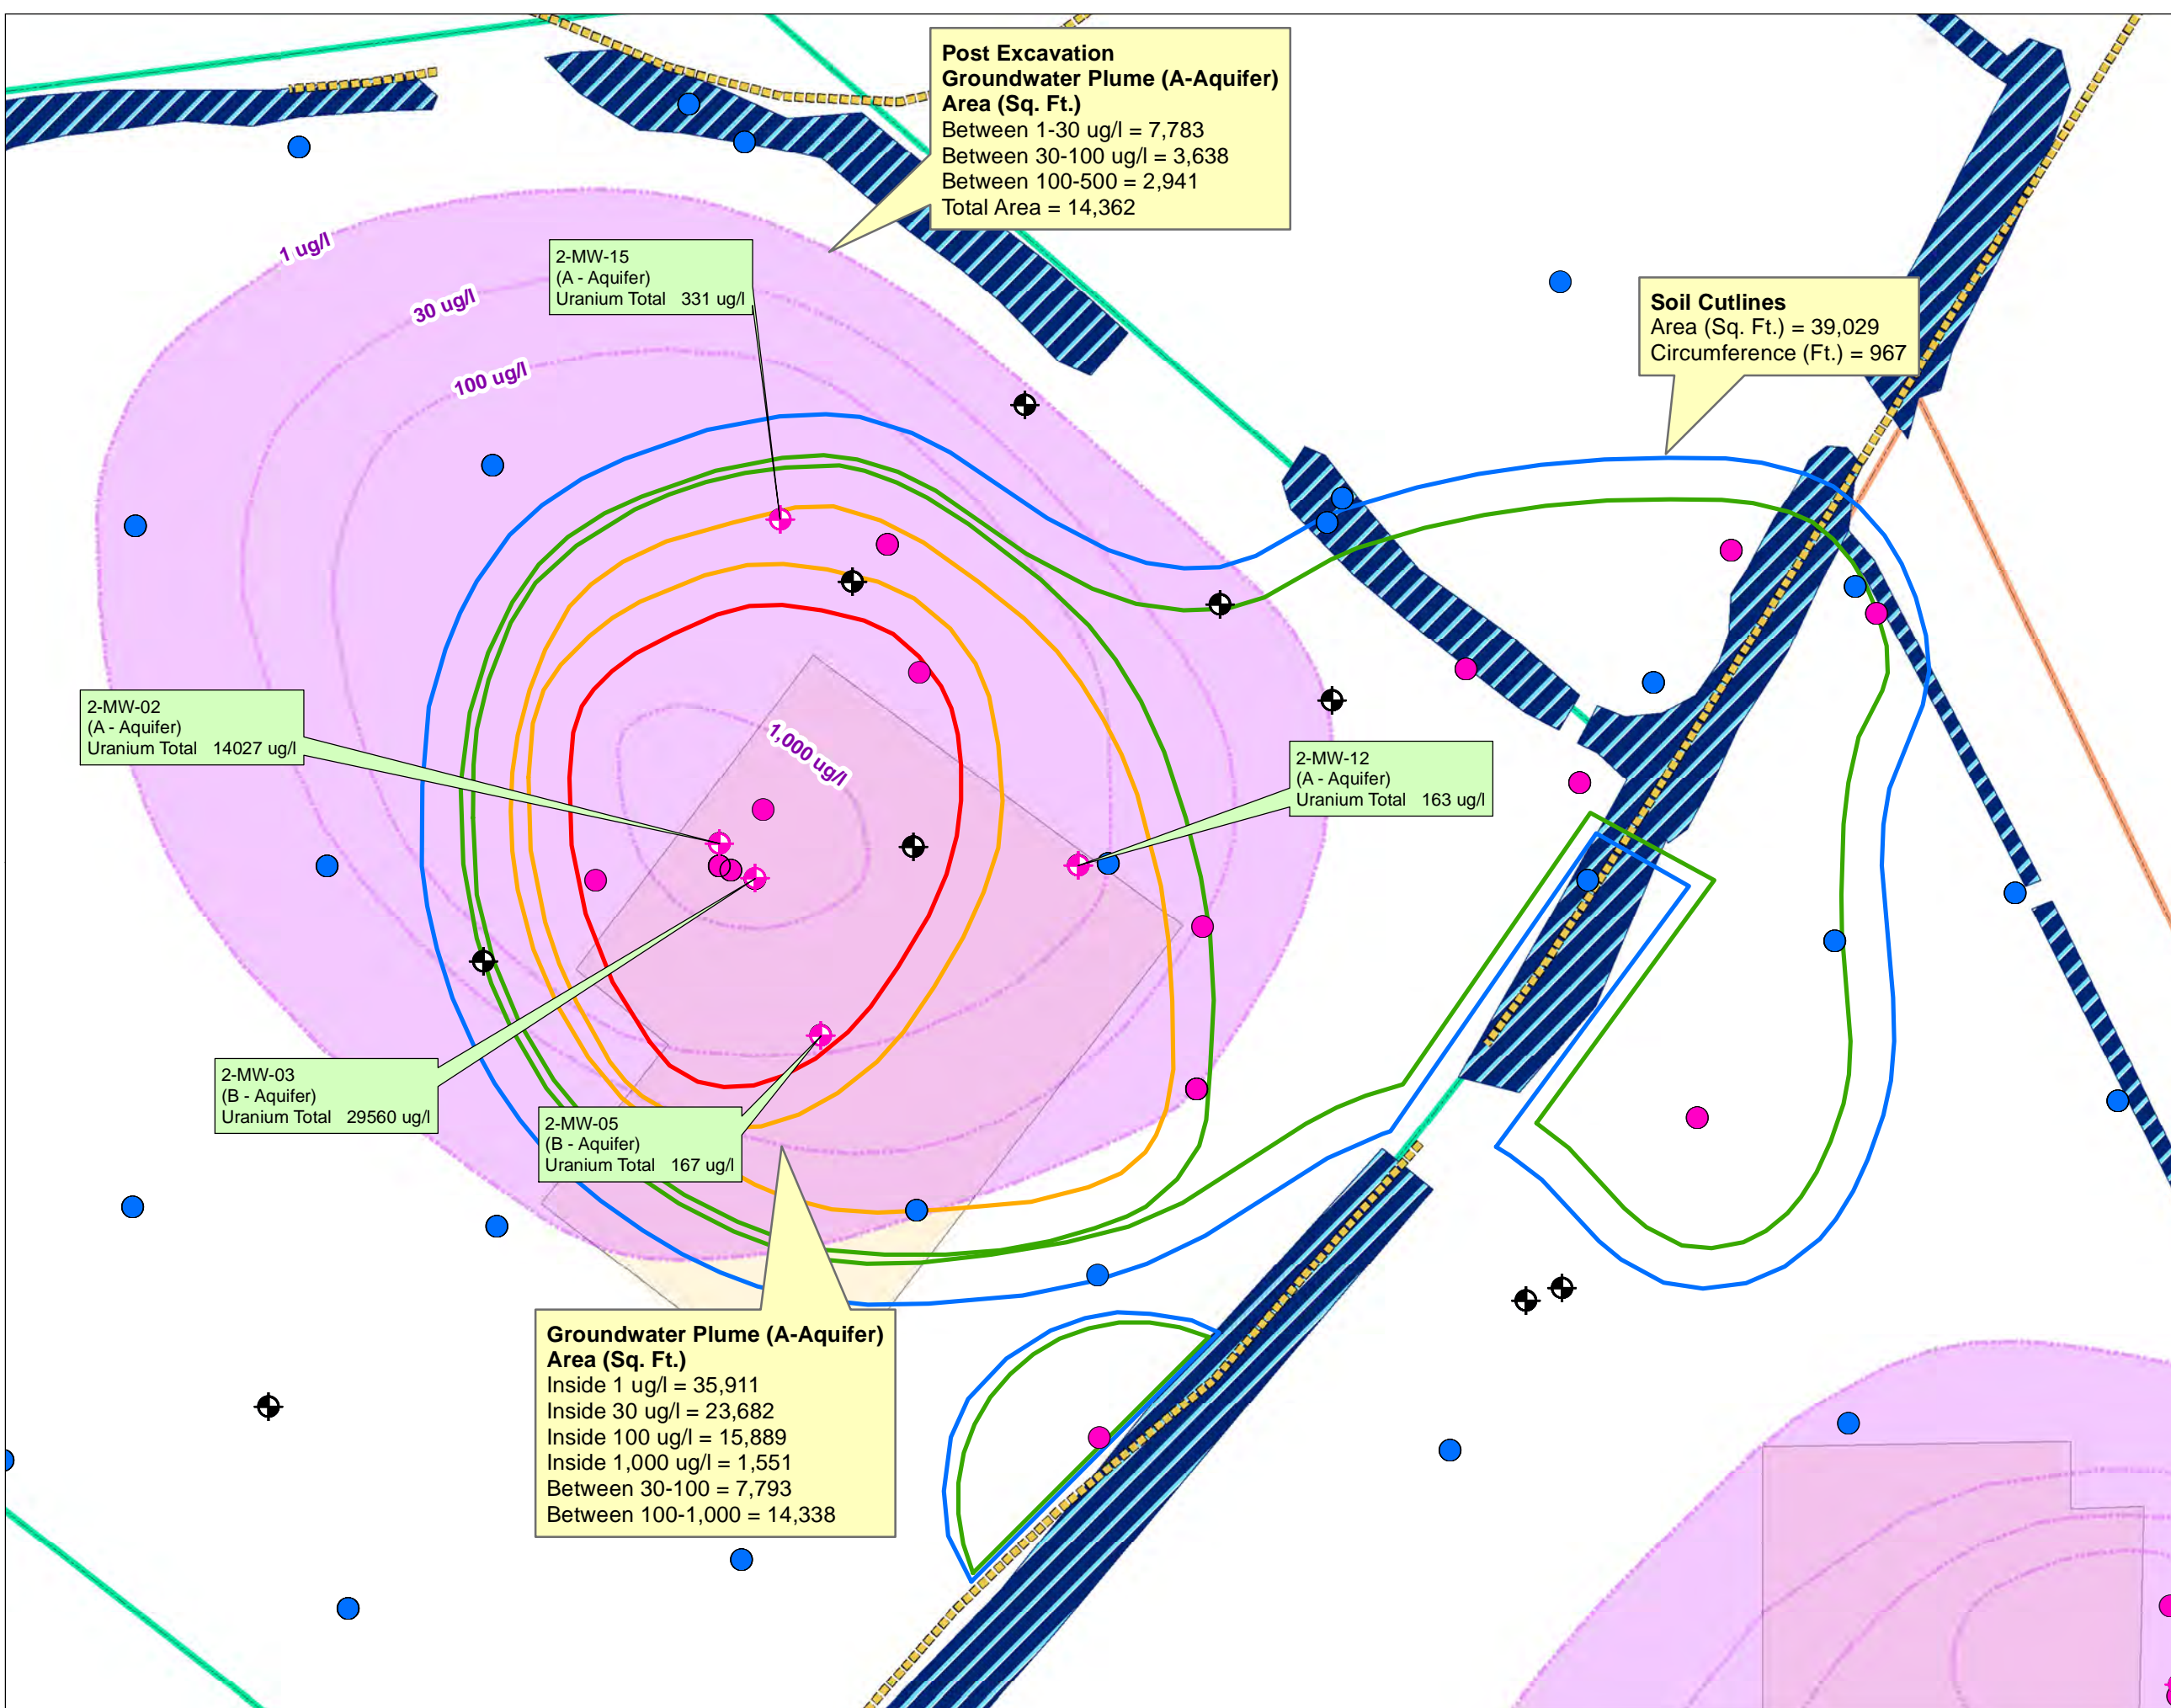 Post Excavation
Groundwater Plume (A-Aquifer)
Area (Sq. Ft.)
Between 1-30 ug/l = 7,783
Between 30-100 ug/l = 3,638
Between 100-500 = 2,941
Total Area = 14,362
1 ug/l
30 ug/l
100 ug/l
2-MW-15
(A - Aquifer)
Uranium Total 331 ug/l
Soil Cutlines
Area (Sq. Ft.) = 39,029
Circumference (Ft.) = 967
2-MW-02
(A - Aquifer)
Uranium Total 14027 ug/l
1,000 ug/l
2-MW-12
(A - Aquifer)
Uranium Total 163 ug/l
2-MW-03
(B - Aquifer)
Uranium Total 29560 ug/l
2-MW-05
(B - Aquifer)
Uranium Total 167 ug/l
Groundwater Plume (A-Aquifer)
Area (Sq. Ft.)
Inside 1 ug/l = 35,911
Inside 30 ug/l = 23,682
Inside 100 ug/l = 15,889
Inside 1,000 ug/l = 1,551
Between 30-100 = 7,793
Between 100-1,000 = 14,338